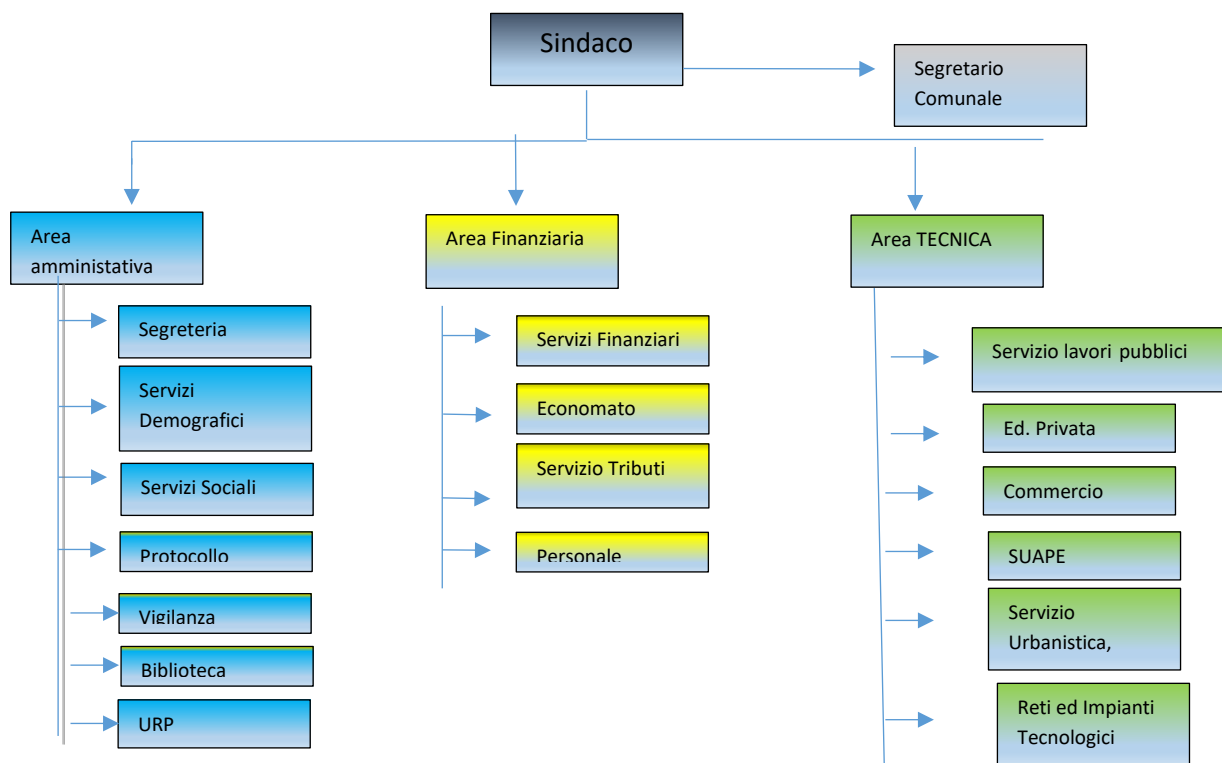 Sindaco
Segretario
Comunale
Area
amministativa
Segreteria
Servizi
Demografici
Servizi Sociali
Protocollo
Vigilanza
Biblioteca
URP
Area Finanziaria
Servizi Finanziari
Economato
Servizio Tributi
Personale
Area TECNICA
Servizio lavori pubblici
Ed. Privata
Commercio
SUAPE
Servizio
Urbanistica,
Reti ed Impianti
Tecnologici